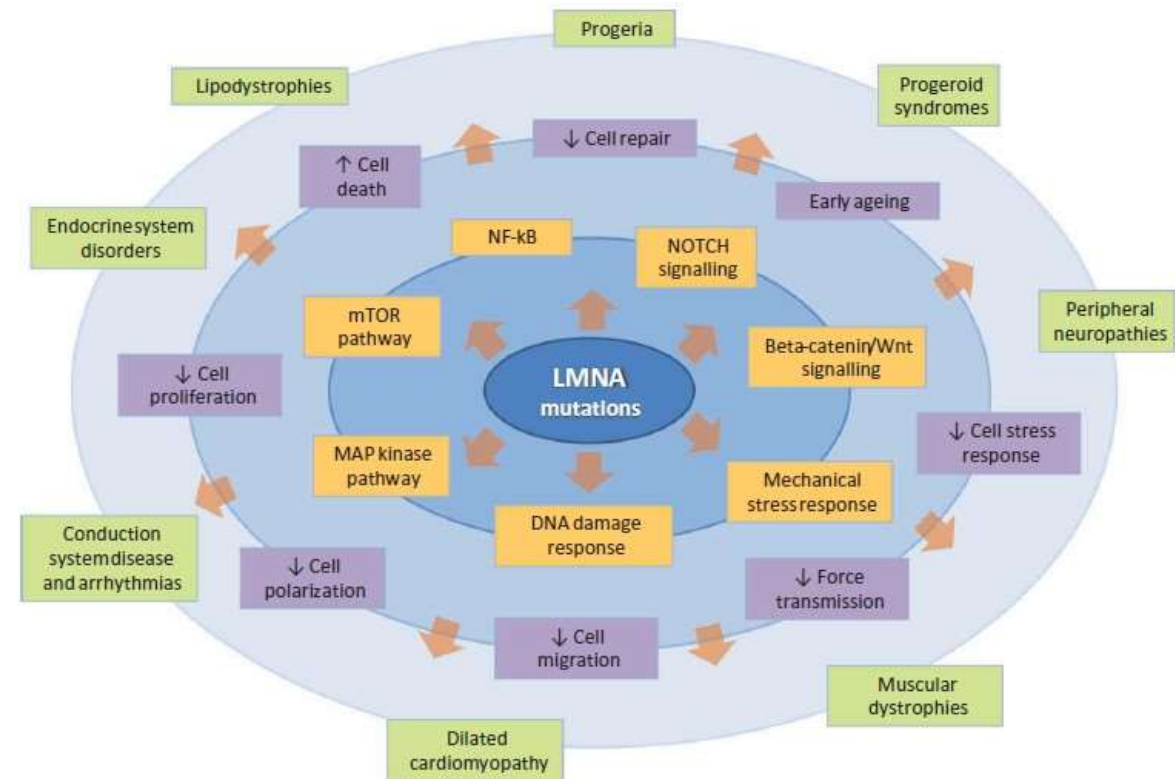 Progeria
Lipodystrophies
Progeroid
syndromes
↓ Cell repair
↑ Cell
death
Early ageing
Endocrine system
disorders
NF-kB
NOTCH
signalling
mTOR
pathway
Peripheral
neuropathies
Beta-catenin/Wnt
signalling
LMNA
mutations
↓ Cell
proliferation
↓ Cell stress
response
MAP kinase
pathway
Mechanical
stress response
DNA damage
response
Conduction
system disease
and arrhythmias
↓ Cell
polarization
↓ Force
transmission
↓ Cell
migration
Muscular
dystrophies
Dilated
cardiomyopathy